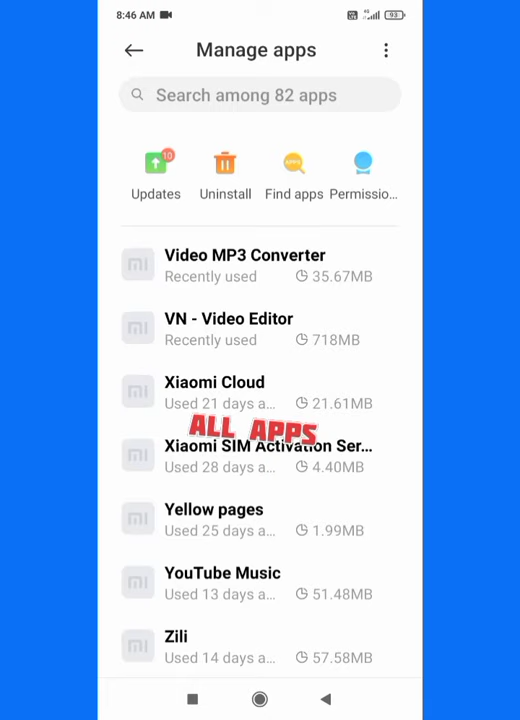 8:46 AM
4G
93
Manage apps
Search among 82 apps
10
APPS
Updates
Uninstall
Find apps
Permissio...
Video MP3 Converter
Recently used
35.67MB
VN - Video Editor
Recently used
718MB
Xiaomi Cloud
Used 21 days a...
21.61MB
ALL APPS
Xiaomi SIM Activation Ser...
Used 28 days a...
4.40MB
Yellow pages
Used 25 days a...
1.99MB
YouTube Music
Used 13 days a...
51.48MB
Zili
Used 14 days a...
57.58MB